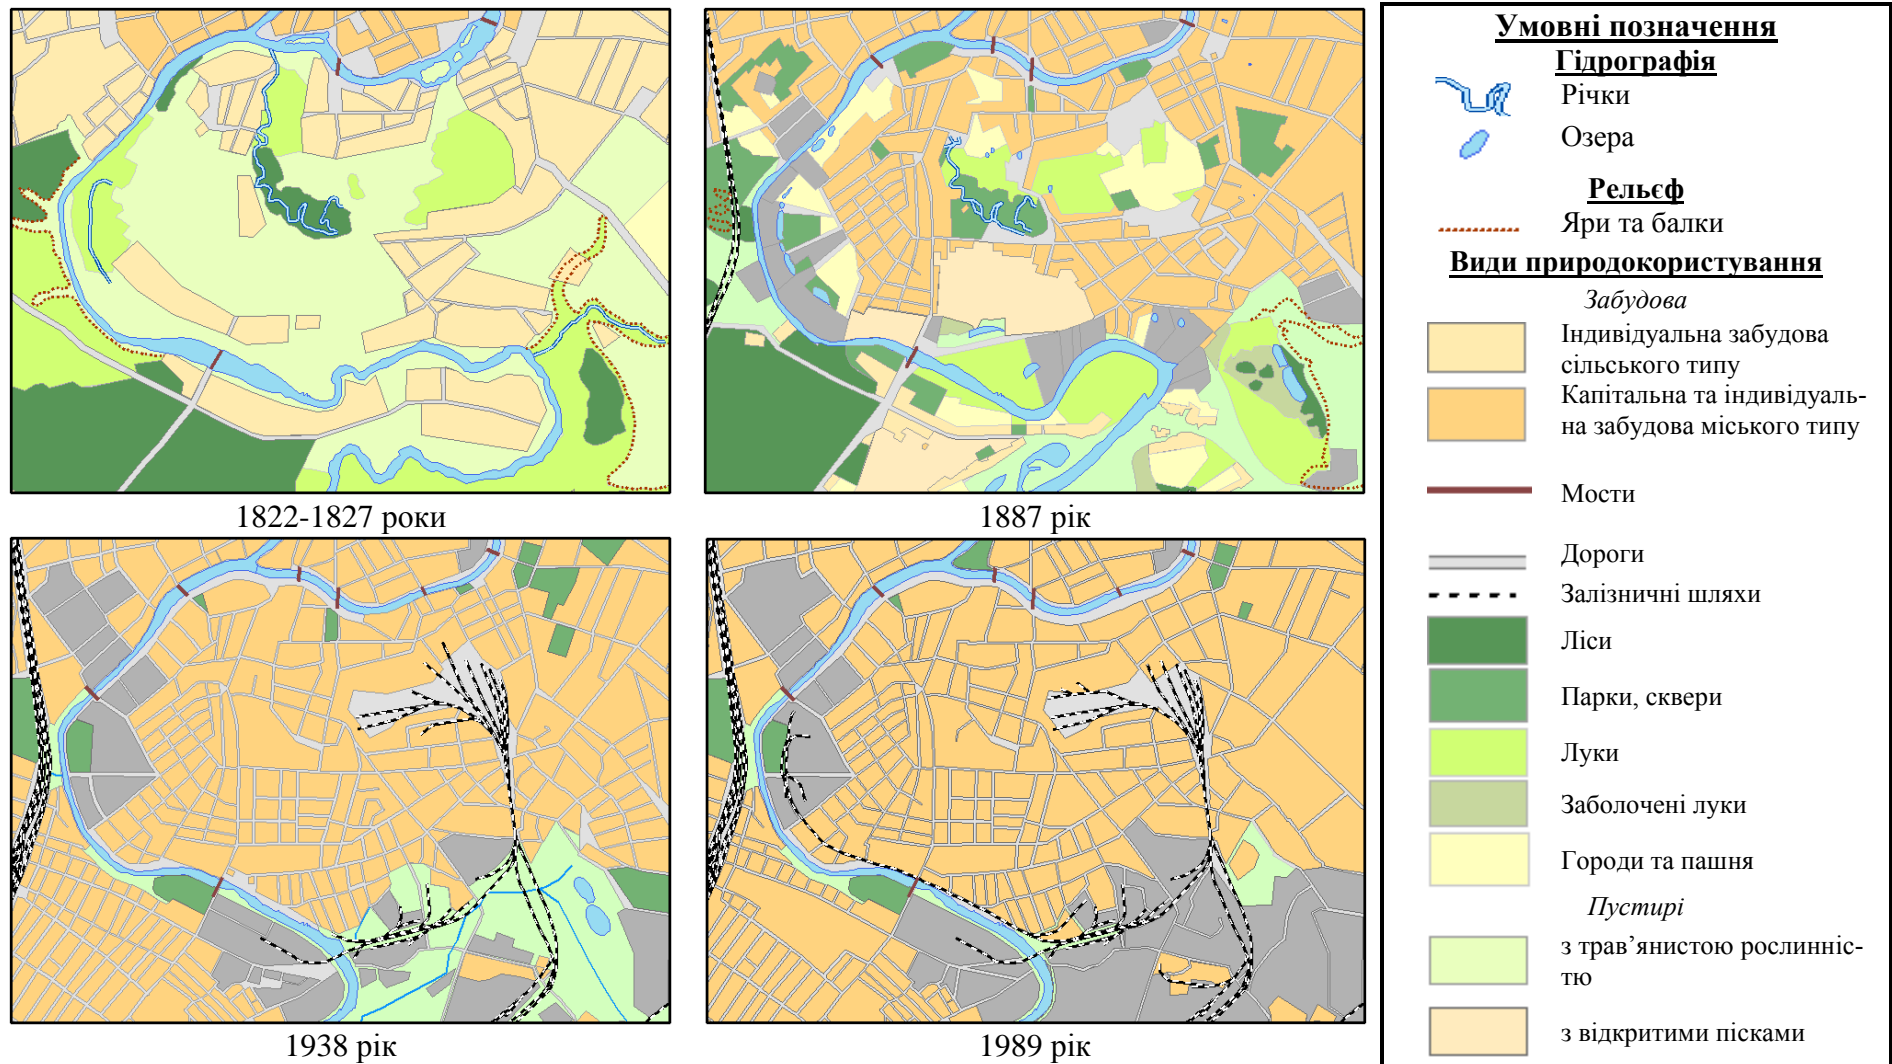 1822-1827 роки
1887 рік
1938 рік
1989 рік
Умовні позначення
Гідрографія
Річки
Озера
Рельєф
Яри та балки
Види природокористування
Забудова
Індивідуальна забудова
сільського типу
Капітальна та індивідуаль-
на забудова міського типу
Мости
Дороги
Залізничні шляхи
Ліси
Парки, сквери
Луки
Заболочені луки
Городи та пашня
Пустирі
з трав’янистою рослинніс-
тю
з відкритими пісками